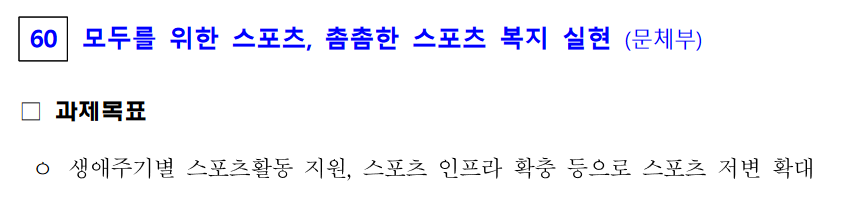 60 모두를 위한 스포츠, 촘촘한 스포츠 복지 실현 (문체부)
□ 과제목표
ㅇ 생애주기별 스포츠활동 지원, 스포츠 인프라 확충 등으로 스포츠 저변 확대